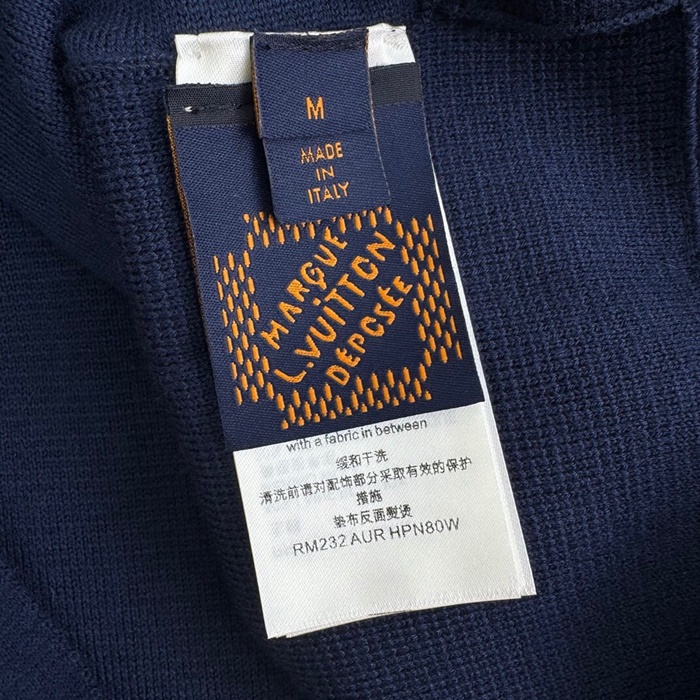 M
MADE
IN
ITALY
MARQUE
L.VUITTON
DÉPOSÉE
with a fabric in between
缓和干洗
清洗前请对配饰部分采取有效的保护
措施
垫布反面熨烫
RM232 AUR HPN80W